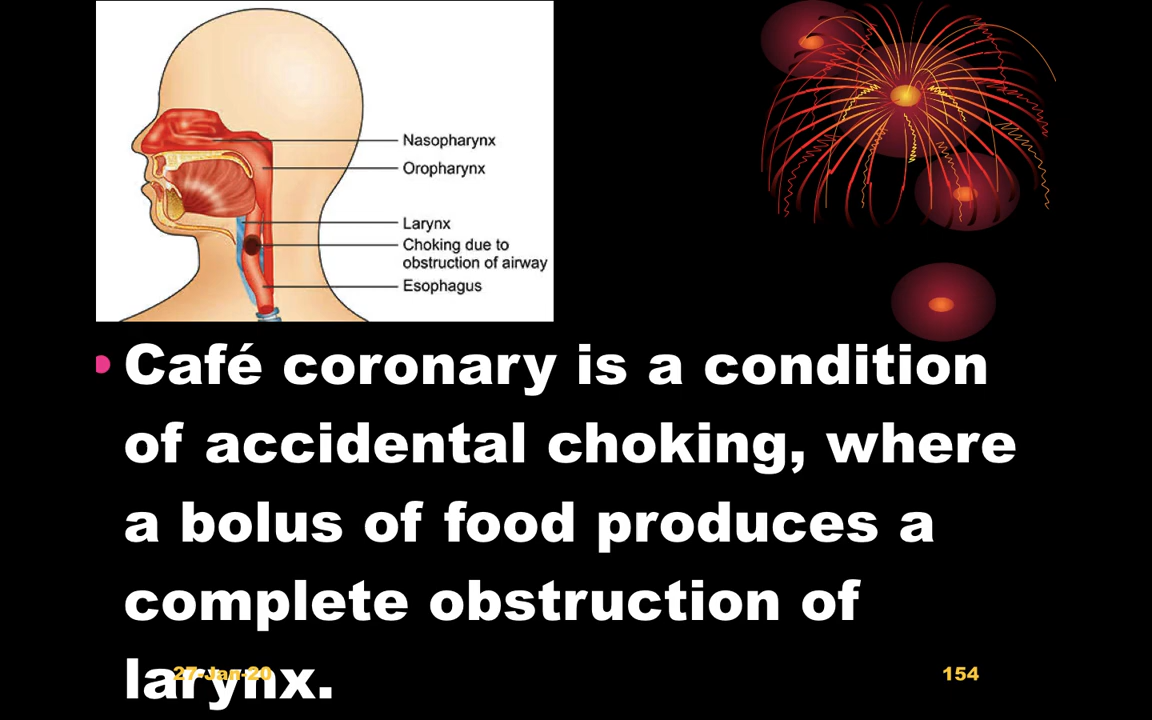 Nasopharynx
Oropharynx
Larynx
Choking due to
obstruction of airway
Esophagus
Café coronary is a condition
of accidental choking, where
a bolus of food produces a
complete obstruction of
larynx.
27-Jan-20
154